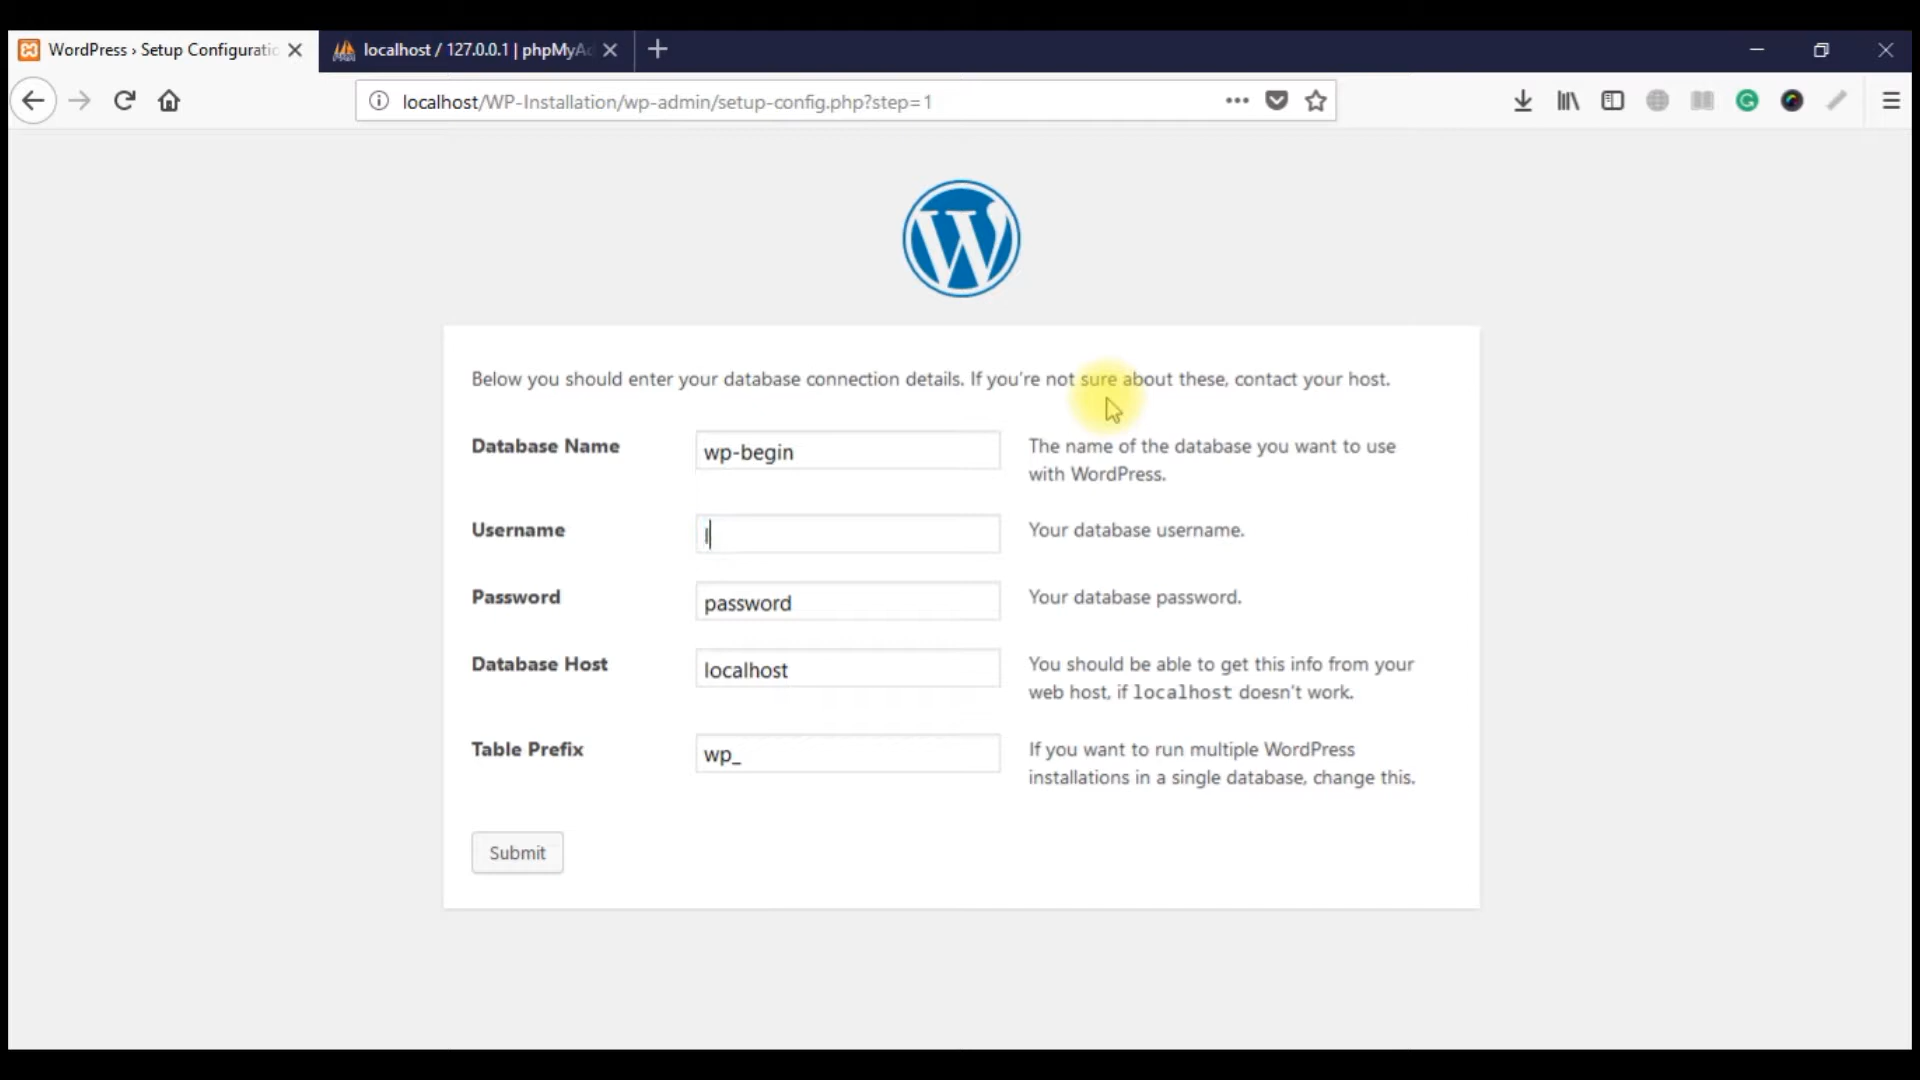 WordPress › Setup Configuratio
localhost / 127.0.0.1 | phpMyAd
localhost/WP-Installation/wp-admin/setup-config.php?step=1
Below you should enter your database connection details. If you're not sure about these, contact your host.
Database Name
wp-begin
The name of the database you want to use
with WordPress.
Username
Your database username.
Password
password
Your database password.
Database Host
localhost
You should be able to get this info from your
web host, if localhost doesn't work.
Table Prefix
wp_
If you want to run multiple WordPress
installations in a single database, change this.
Submit